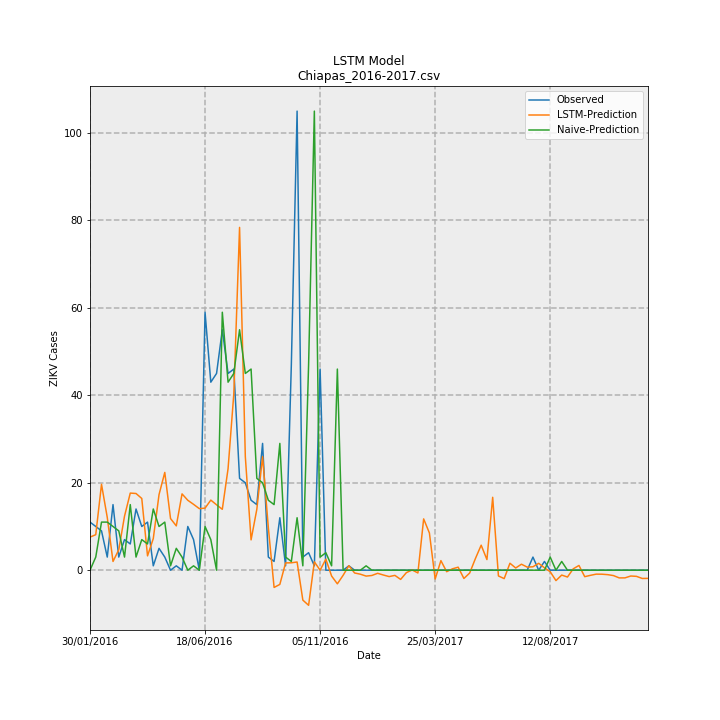 LSTM Model
Chiapas_2016-2017.csv
Observed
LSTM-Prediction
Naive-Prediction
100
80
60
40
20
0
ZIKV Cases
30/01/2016
18/06/2016
05/11/2016
25/03/2017
12/08/2017
Date